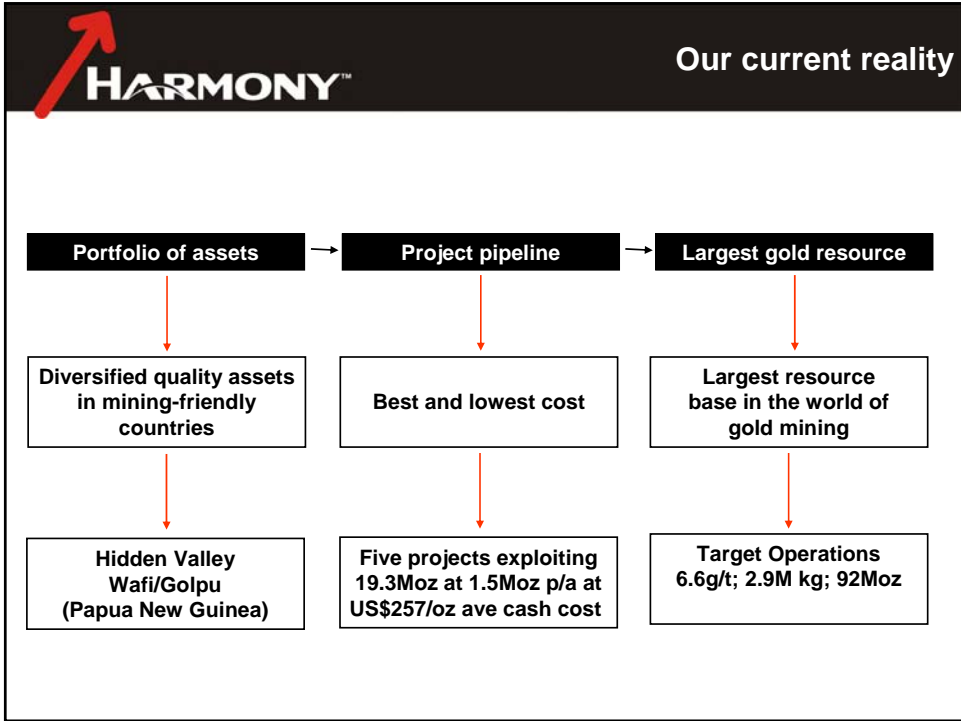 HARMONY™
Our current reality
Portfolio of assets
Project pipeline
Largest gold resource
Diversified quality assets
in mining-friendly
countries
Best and lowest cost
Largest resource
base in the world of
gold mining
Hidden Valley
Wafi/Golpu
(Papua New Guinea)
Five projects exploiting
19.3Moz at 1.5Moz p/a at
US$257/oz ave cash cost
Target Operations
6.6g/t; 2.9M kg; 92Moz